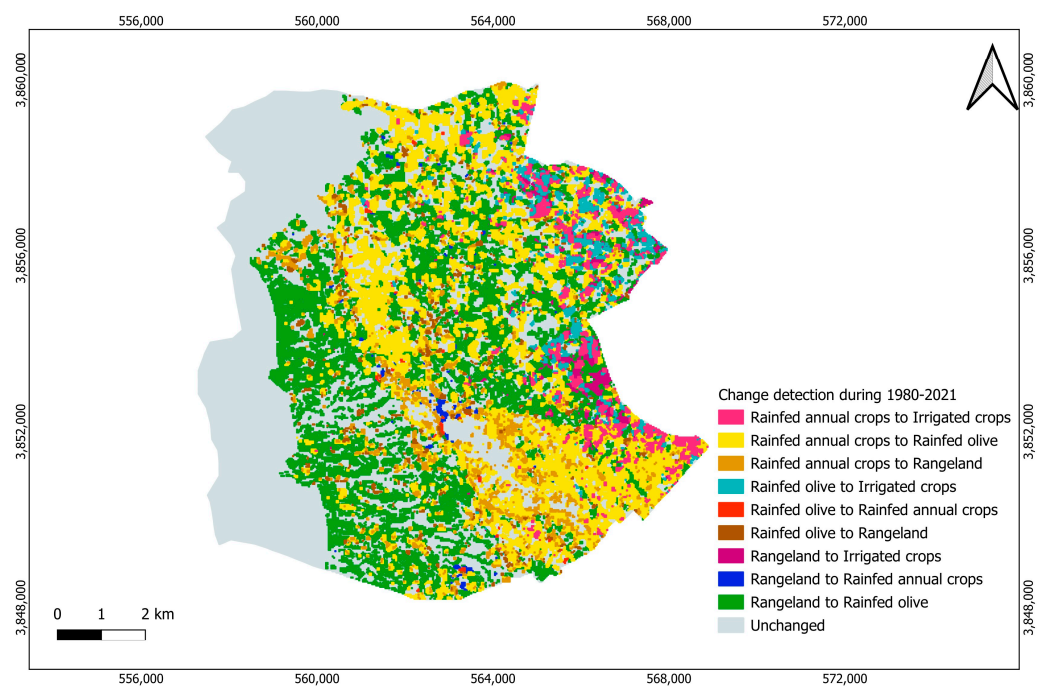 556,000 560,000 564,000 568,000 572,000
3,860,000 3,860,000
3,856,000 3,856,000
3,852,000 3,852,000
3,848,000 3,848,000
Change detection during 1980-2021
Rainfed annual crops to Irrigated crops
Rainfed annual crops to Rainfed olive
Rainfed annual crops to Rangeland
Rainfed olive to Irrigated crops
Rainfed olive to Rainfed annual crops
Rainfed olive to Rangeland
Rangeland to Irrigated crops
Rangeland to Rainfed annual crops
Rangeland to Rainfed olive
Unchanged
0 1 2 km
556,000 560,000 564,000 568,000 572,000